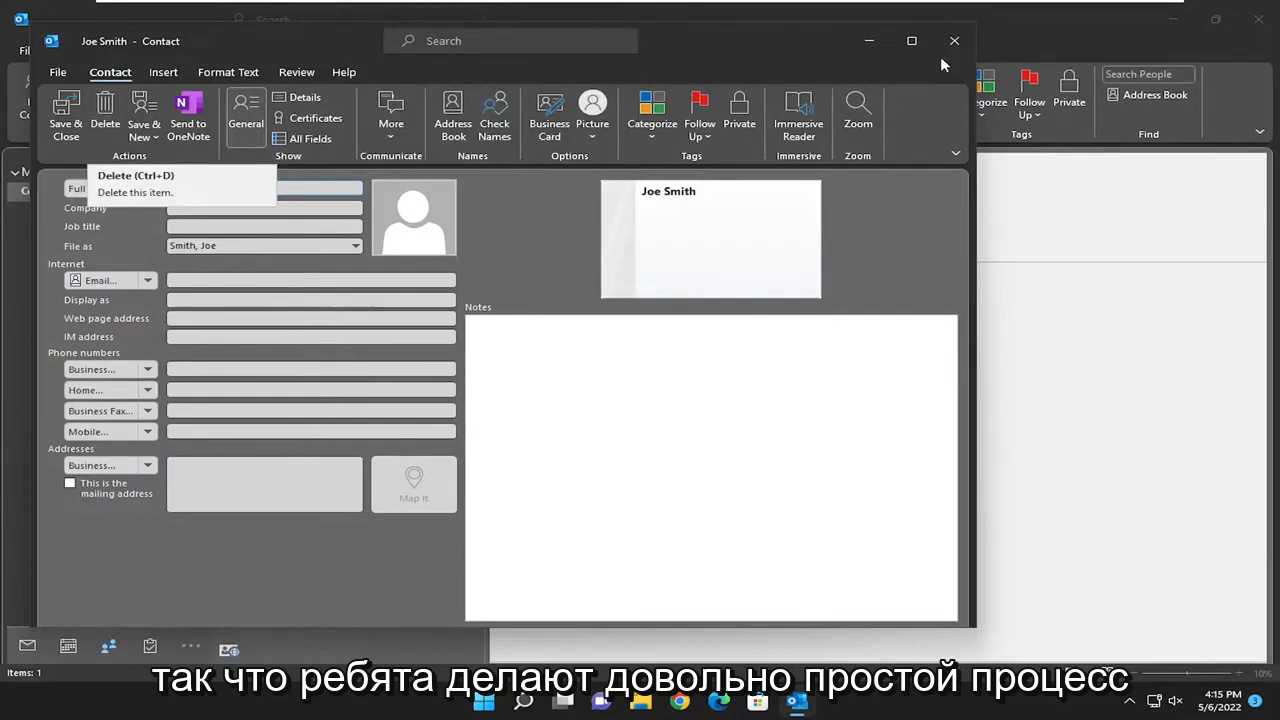 Search
Joe Smith - Contact
Search
File Contact Insert Format Text Review Help
Save & Close
Delete
Save & New
Send to OneNote
Actions
General
Details
Certificates
All Fields
Show
More
Communicate
Address Book
Check Names
Names
Business Card
Picture
Options
Categorize
Follow Up
Private
Tags
Immersive Reader
Immersive
Zoom
Zoom
egorize
Follow Up
Private
Tags
Search People
Address Book
Find
Delete (Ctrl+D)
Delete this item.
Full
Company
Job title
File as
Smith, Joe
Internet
Email...
Display as
Web page address
IM address
Phone numbers
Business...
Home...
Business Fax...
Mobile...
Addresses
Business...
This is the
mailing address
Map It
Joe Smith
Notes
Items: 1
10%
так что ребята делают довольно простой процесс
4:15 PM
5/6/2022
3